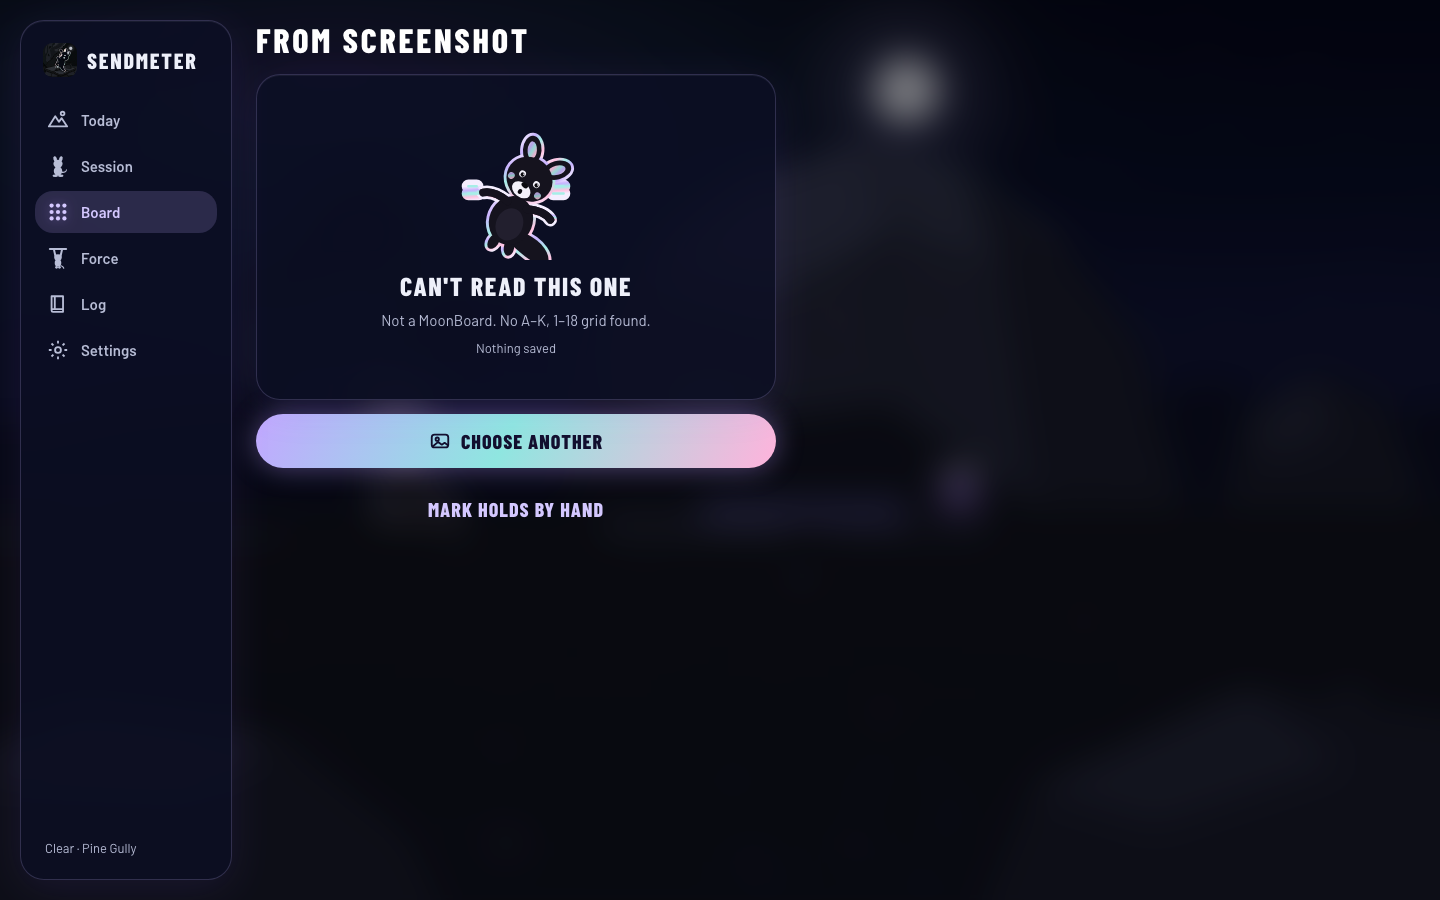 SENDMETER
Today
Session
Board
Force
Log
Settings
Clear · Pine Gully
FROM SCREENSHOT
CAN'T READ THIS ONE
Not a MoonBoard. No A–K, 1–18 grid found.
Nothing saved
CHOOSE ANOTHER
MARK HOLDS BY HAND